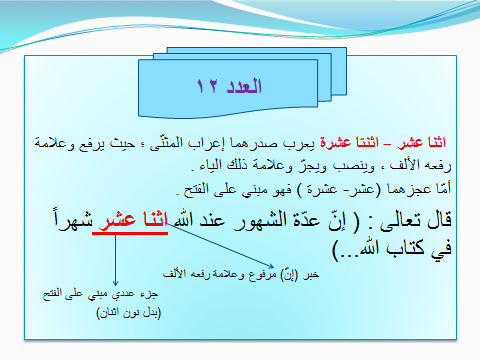 العدد ١٢
اثنا عشر – اثنتا عشرة يعرب صدرهما إعراب المثنّى ؛ حيث يرفع وعلامة
رفعه الألف ، وينصب ويجرّ وعلامة ذلك الياء .
أمّا عجزهما (عشر- عشرة ) فهو مبني على الفتح .
قال تعالى : ( إنّ عدّة الشهور عند الله اثنا عشر شهراً
في كتاب الله...)
خبر (إنّ) مرفوع وعلامة رفعه الألف
جزء عددي مبني على الفتح
(بدل نون اثنان)